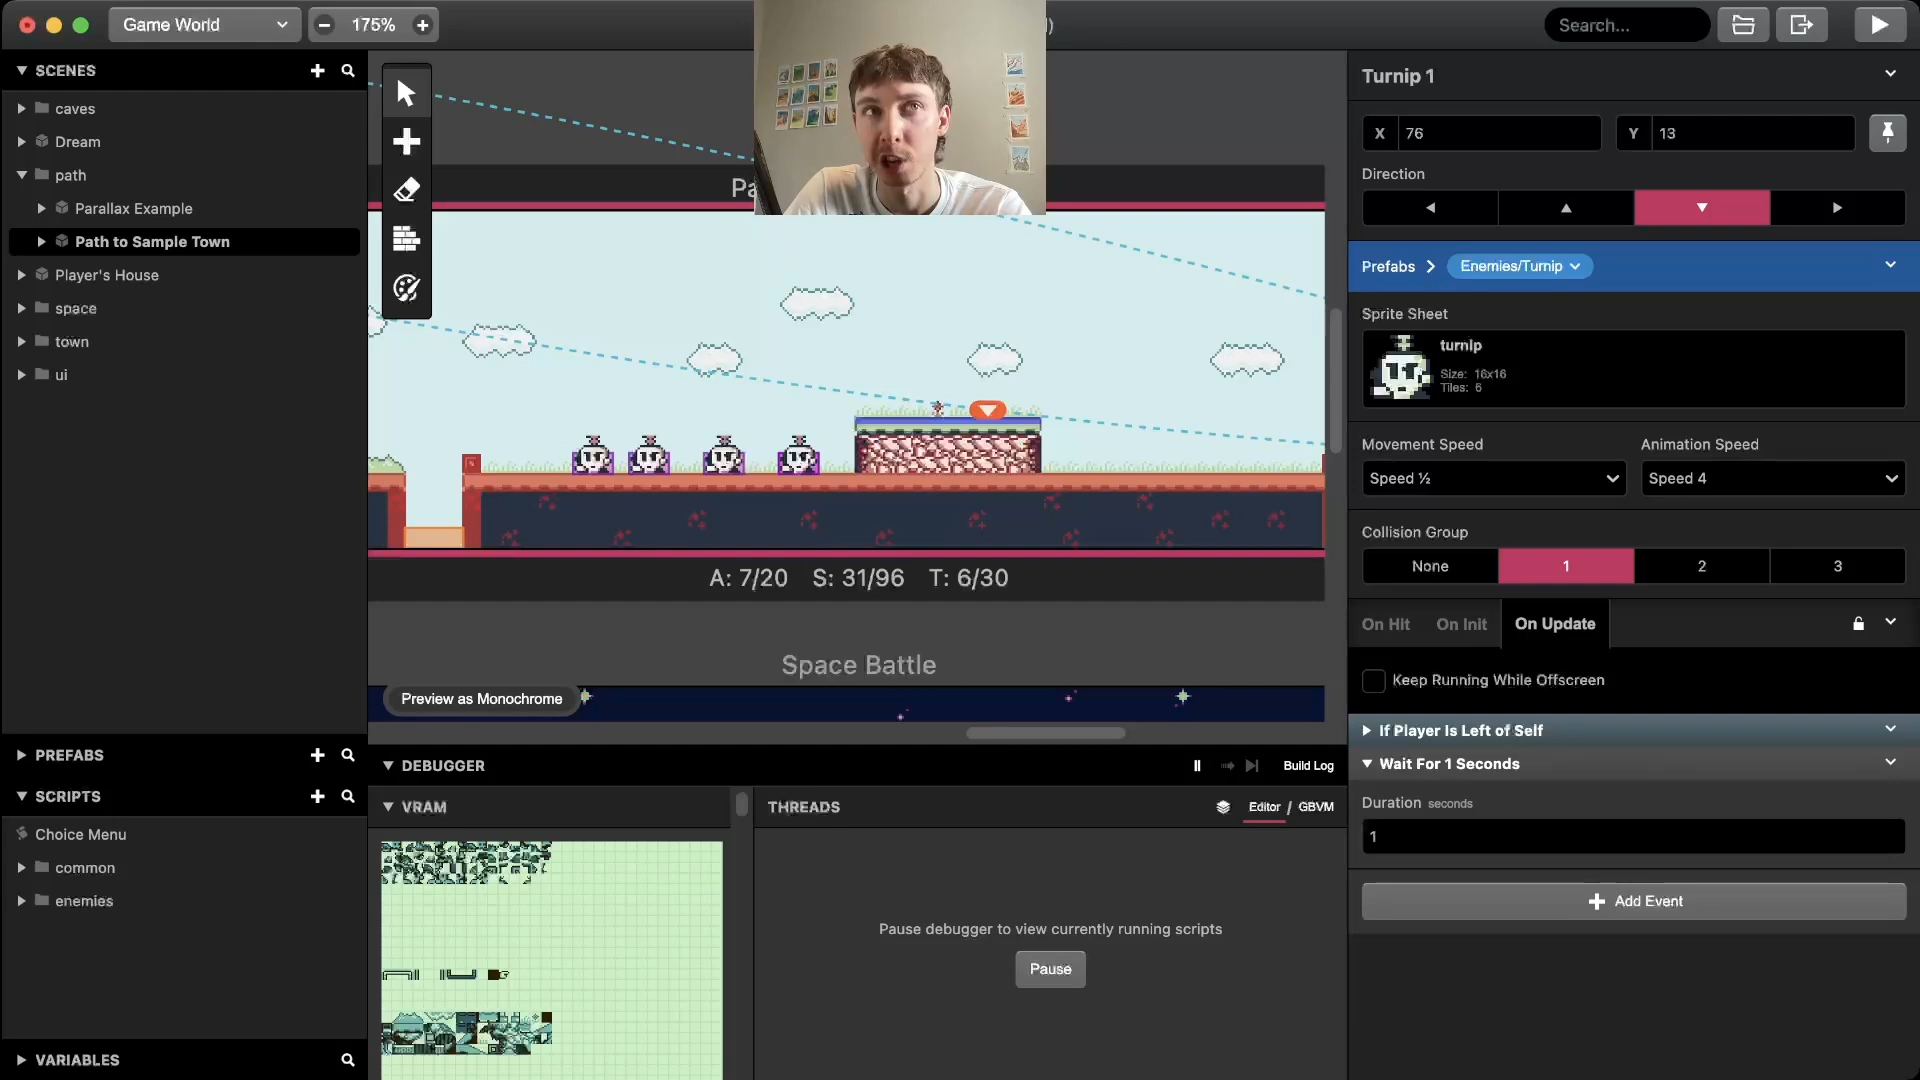 Game World
175%
)
Search...
SCENES
caves
Dream
path
Parallax Example
Path to Sample Town
Player's House
space
town
ui
PREFABS
SCRIPTS
Choice Menu
common
enemies
VARIABLES
Pa
A: 7/20 S: 31/96 T: 6/30
Space Battle
Preview as Monochrome
DEBUGGER
Build Log
VRAM
THREADS
Editor / GBVM
Pause debugger to view currently running scripts
Pause
Turnip 1
X 76
Y 13
Direction
Prefabs
Enemies/Turnip
Sprite Sheet
turnip
Size: 16x16
Tiles: 6
Movement Speed
Animation Speed
Speed ½
Speed 4
Collision Group
None
1
2
3
On Hit
On Init
On Update
Keep Running While Offscreen
If Player Is Left of Self
Wait For 1 Seconds
Duration seconds
1
Add Event